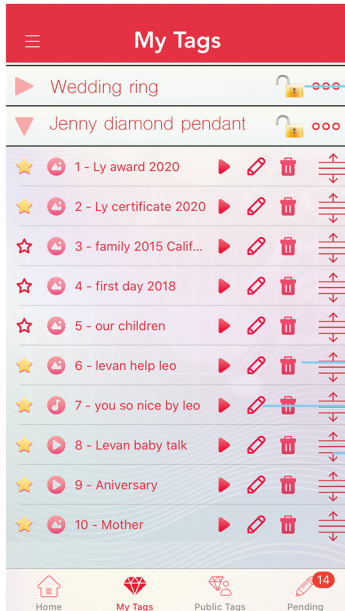 My Tags
Wedding ring
Jenny diamond pendant
1 - Ly award 2020
2 - Ly certificate 2020
3 - family 2015 Calif...
4 - first day 2018
5 - our children
6 - levan help leo
7 - you so nice by leo
8 - Levan baby talk
9 - Aniversary
10 - Mother
14
Home My Tags Public Tags Pending